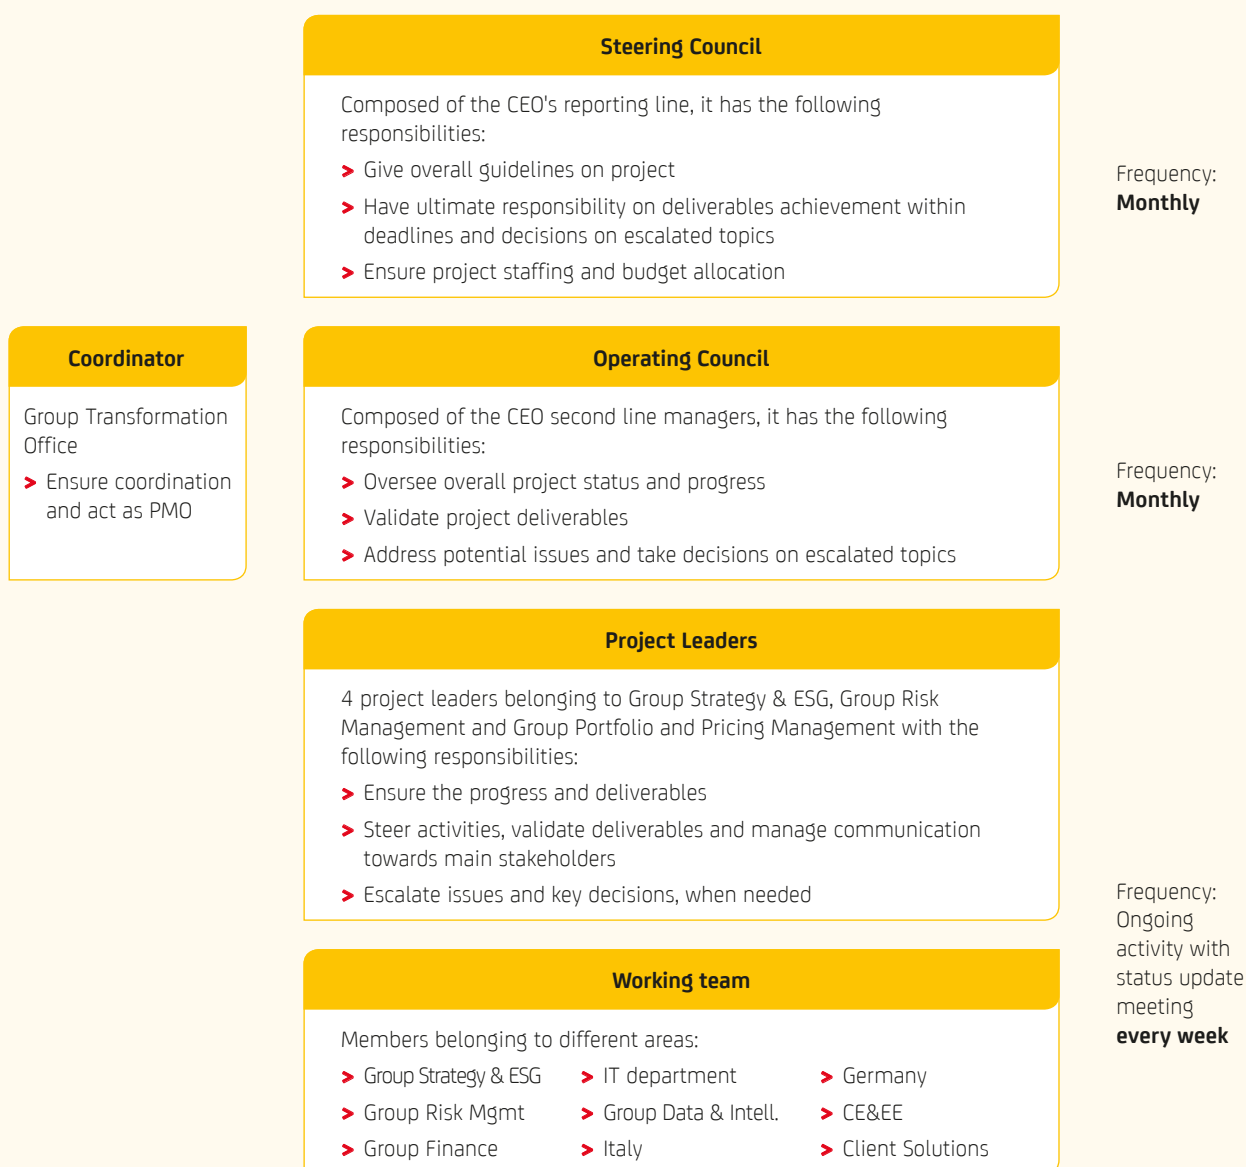 Steering Council
Composed of the CEO's reporting line, it has the following
responsibilities:
> Give overall guidelines on project
> Have ultimate responsibility on deliverables achievement within
deadlines and decisions on escalated topics
> Ensure project staffing and budget allocation
Frequency:
Monthly
Coordinator
Group Transformation
Office
> Ensure coordination
and act as PMO
Operating Council
Composed of the CEO second line managers, it has the following
responsibilities:
> Oversee overall project status and progress
> Validate project deliverables
> Address potential issues and take decisions on escalated topics
Frequency:
Monthly
Project Leaders
4 project leaders belonging to Group Strategy & ESG, Group Risk
Management and Group Portfolio and Pricing Management with the
following responsibilities:
> Ensure the progress and deliverables
> Steer activities, validate deliverables and manage communication
towards main stakeholders
> Escalate issues and key decisions, when needed
Working team
Members belonging to different areas:
> Group Strategy & ESG
> Group Risk Mgmt
> Group Finance
> IT department
> Group Data & Intell.
> Italy
> Germany
> CE&EE
> Client Solutions
Frequency:
Ongoing
activity with
status update
meeting
every week